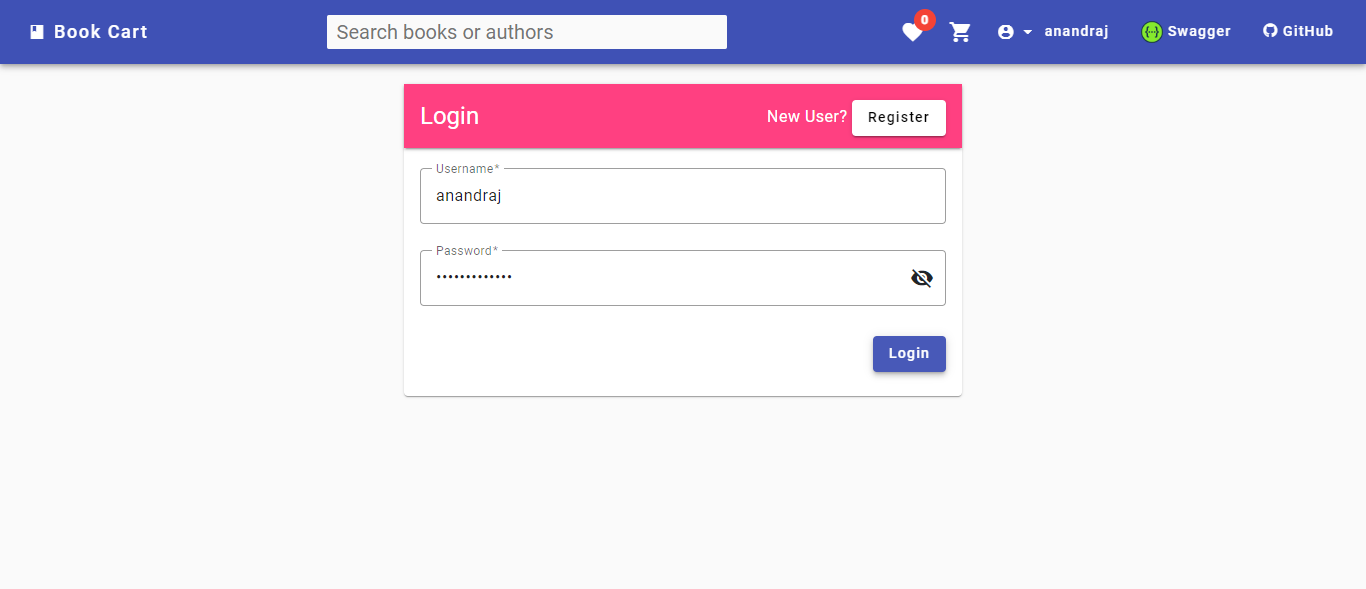 Book Cart
Search books or authors
0
anandraj
{...}
Swagger
GitHub
Login
New User?
Register
Username*
anandraj
Password*
•••••••••••••
Login